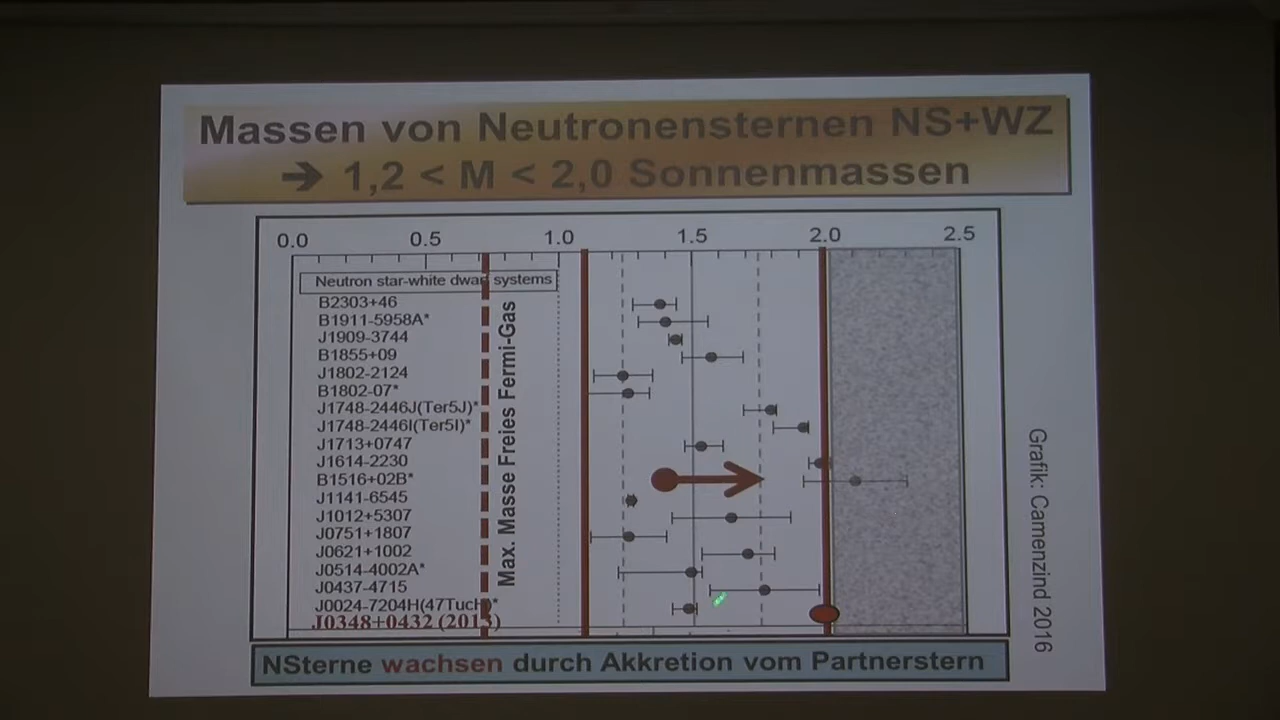 Massen von Neutronensternen NS+WZ
➔ 1,2 < M < 2,0 Sonnenmassen
0.0 0.5 1.0 1.5 2.0 2.5
Neutron star-white dwarf systems
B2303+46
B1911-5958A*
J1909-3744
B1855+09
J1802-2124
B1802-07*
J1748-2446J(Ter5J)*
J1748-2446I(Ter5I)*
J1713+0747
J1614-2230
B1516+02B*
J1141-6545
J1012+5307
J0751+1807
J0621+1002
J0514-4002A*
J0437-4715
J0024-7204H(47TucH)*
J0348+0432 (2013)
Max. Masse Freies Fermi-Gas
Grafik: Camenzind 2016
NSterne wachsen durch Akkretion vom Partnerstern